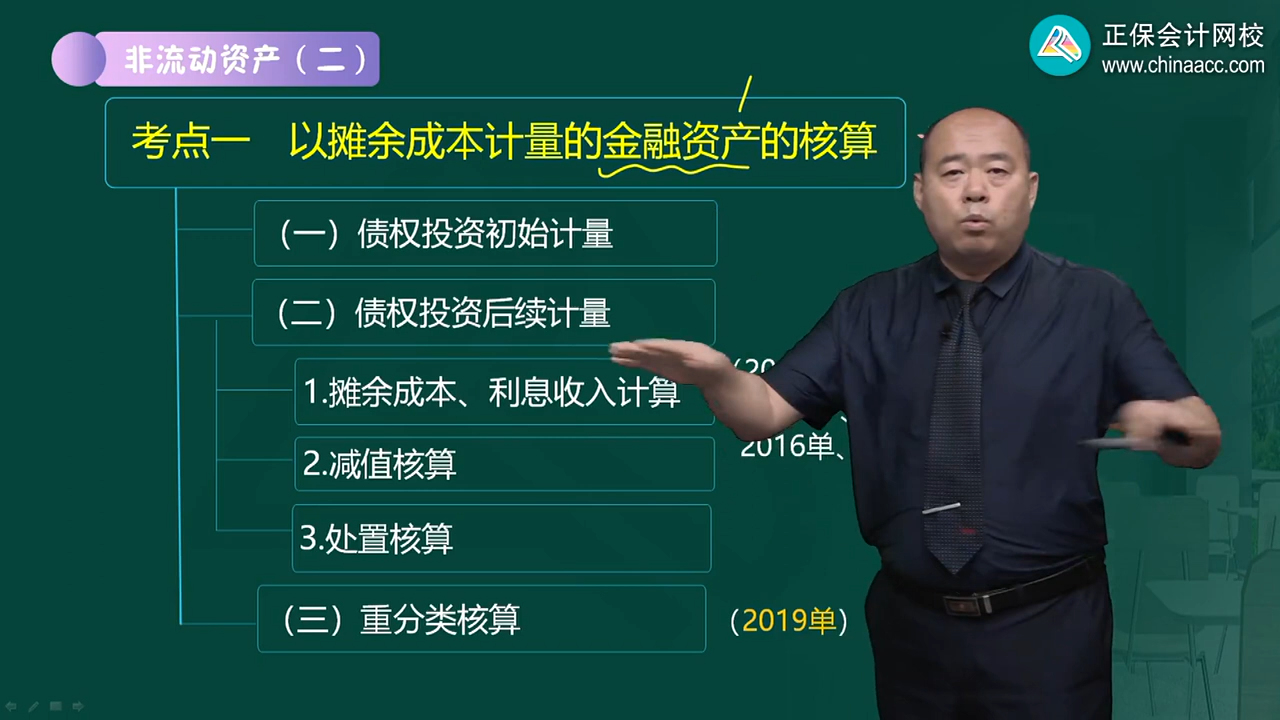 非流动资产（二）
正保会计网校
www.chinaacc.com
考点一 以摊余成本计量的金融资产的核算
（一）债权投资初始计量
（二）债权投资后续计量
1.摊余成本、利息收入计算
2016单、
2.减值核算
3.处置核算
（三）重分类核算
（2019单）